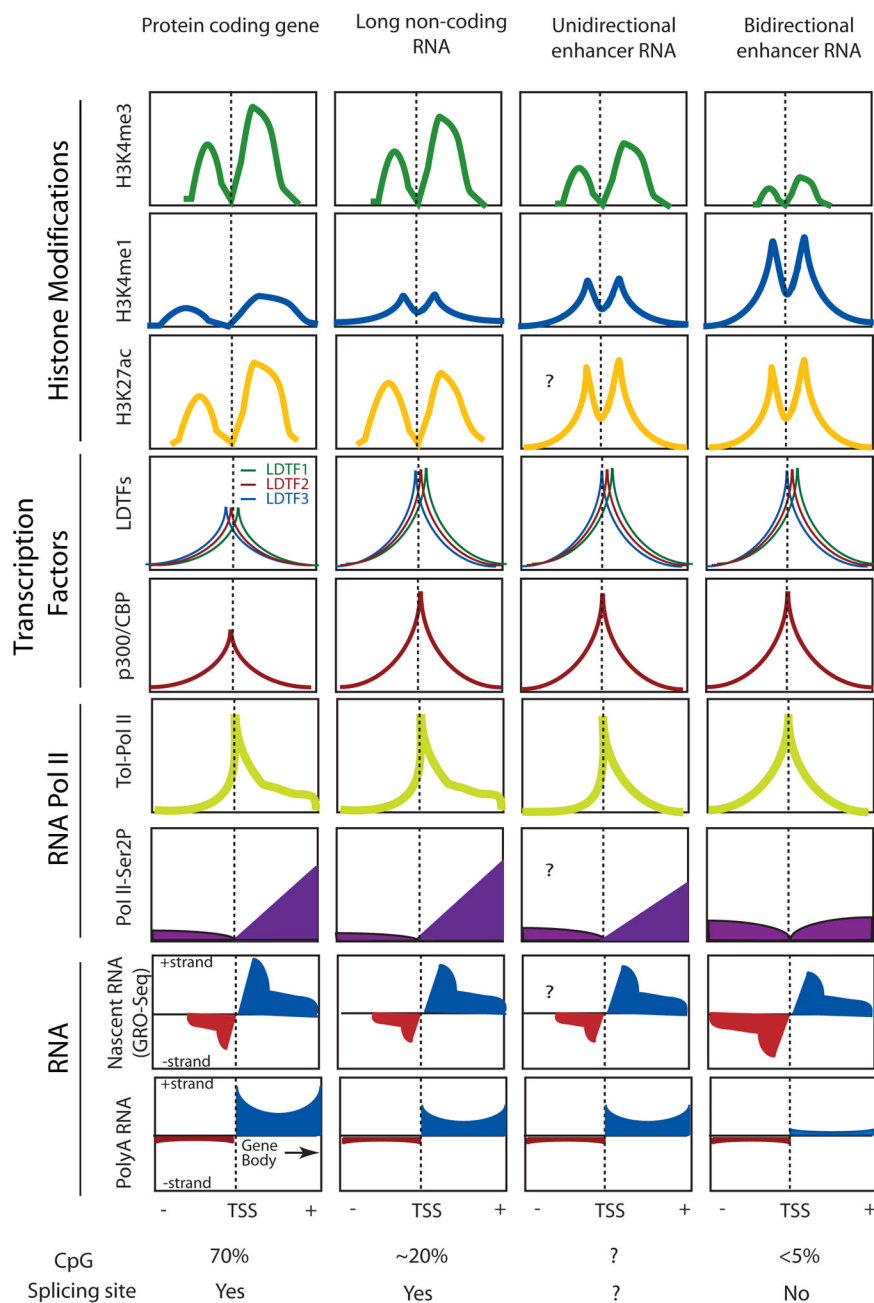 Protein coding gene
Long non-coding
RNA
Unidirectional
enhancer RNA
Bidirectional
enhancer RNA
Histone Modifications
H3K4me3
H3K4me1
H3K27ac
?
Transcription
Factors
LDTFs
LDTF1
LDTF2
LDTF3
p300/CBP
RNA Pol II
Tol-Pol II
Pol II-Ser2P
?
RNA
Nascent RNA
(GRO-Seq)
+strand
-strand
?
PolyA RNA
+strand
Gene
Body
-strand
- TSS +
- TSS +
- TSS +
- TSS +
CpG 70% ~20% ? <5%
Splicing site Yes Yes ? No